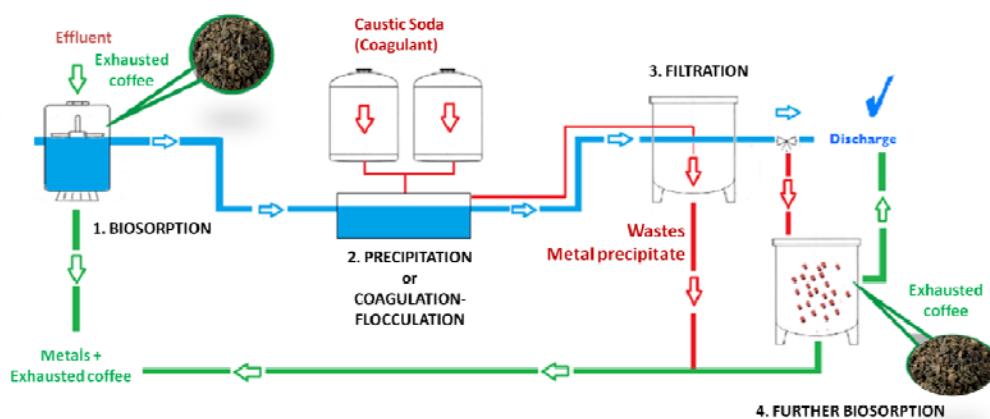 Effluent
Exhausted
coffee
1. BIOSORPTION
Metals +
Exhausted coffee
Caustic Soda
(Coagulant)
2. PRECIPITATION
or
COAGULATION-
FLOCCULATION
3. FILTRATION
Wastes
Metal precipitate
Discharge
Exhausted
coffee
4. FURTHER BIOSORPTION